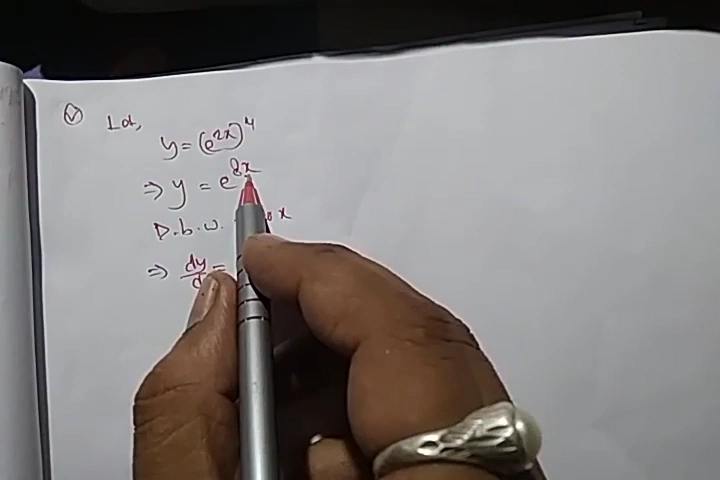 (v) Let,
y = (e^{2x})^4
⇒ y = e^{8x}
D.b.w. x
⇒ dy/d =